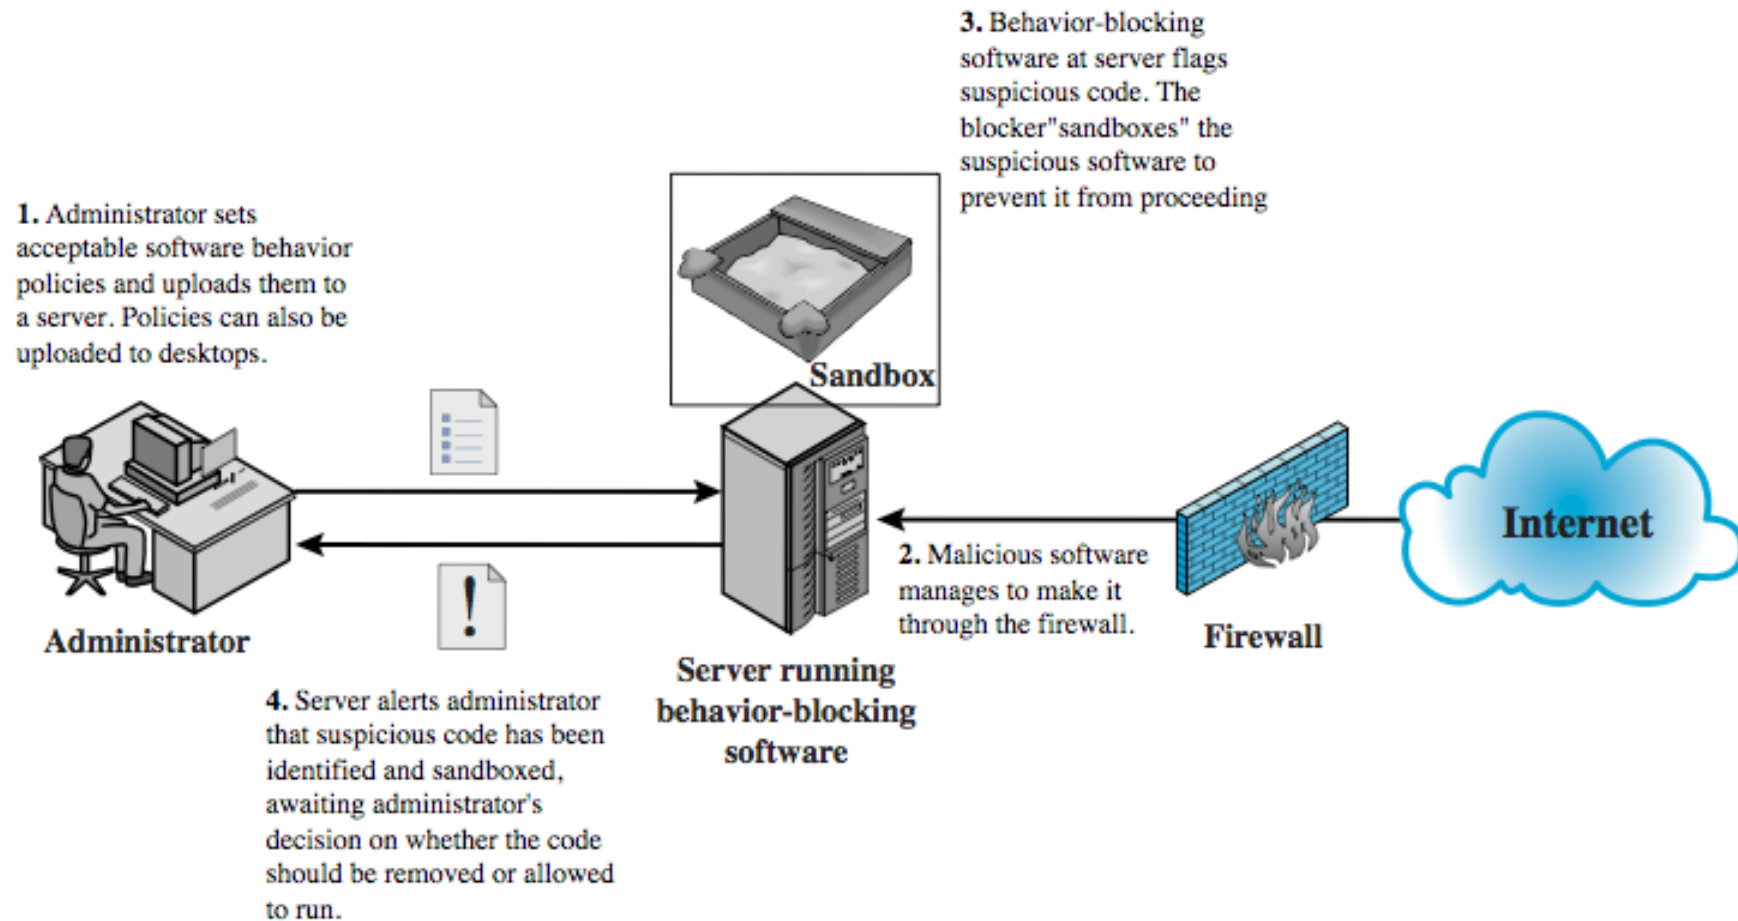 1. Administrator sets
acceptable software behavior
policies and uploads them to
a server. Policies can also be
uploaded to desktops.
Administrator
3. Behavior-blocking
software at server flags
suspicious code. The
blocker"sandboxes" the
suspicious software to
prevent it from proceeding
Sandbox
Server running
behavior-blocking
software
2. Malicious software
manages to make it
through the firewall.
Firewall
Internet
4. Server alerts administrator
that suspicious code has been
identified and sandboxed,
awaiting administrator's
decision on whether the code
should be removed or allowed
to run.
!